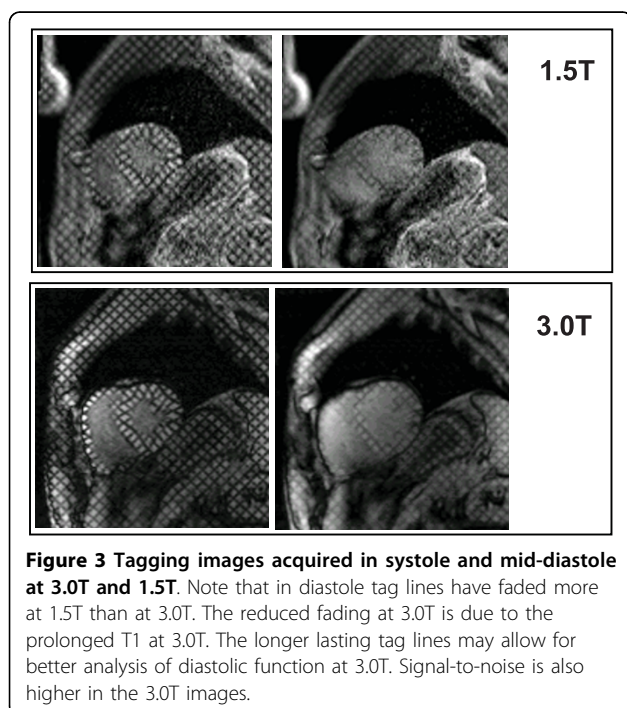 1.5T
3.0T
Figure 3 Tagging images acquired in systole and mid-diastole
at 3.0T and 1.5T. Note that in diastole tag lines have faded more
at 1.5T than at 3.0T. The reduced fading at 3.0T is due to the
prolonged T1 at 3.0T. The longer lasting tag lines may allow for
better analysis of diastolic function at 3.0T. Signal-to-noise is also
higher in the 3.0T images.